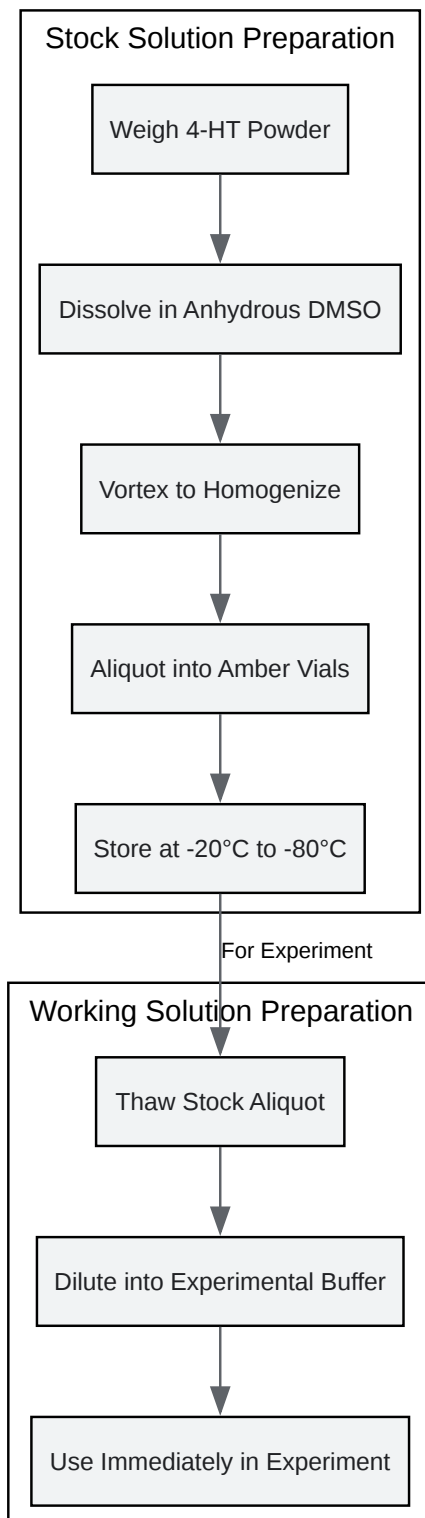 Stock Solution Preparation
Weigh 4-HT Powder
Dissolve in Anhydrous DMSO
Vortex to Homogenize
Aliquot into Amber Vials
Store at -20°C to -80°C
For Experiment
Working Solution Preparation
Thaw Stock Aliquot
Dilute into Experimental Buffer
Use Immediately in Experiment